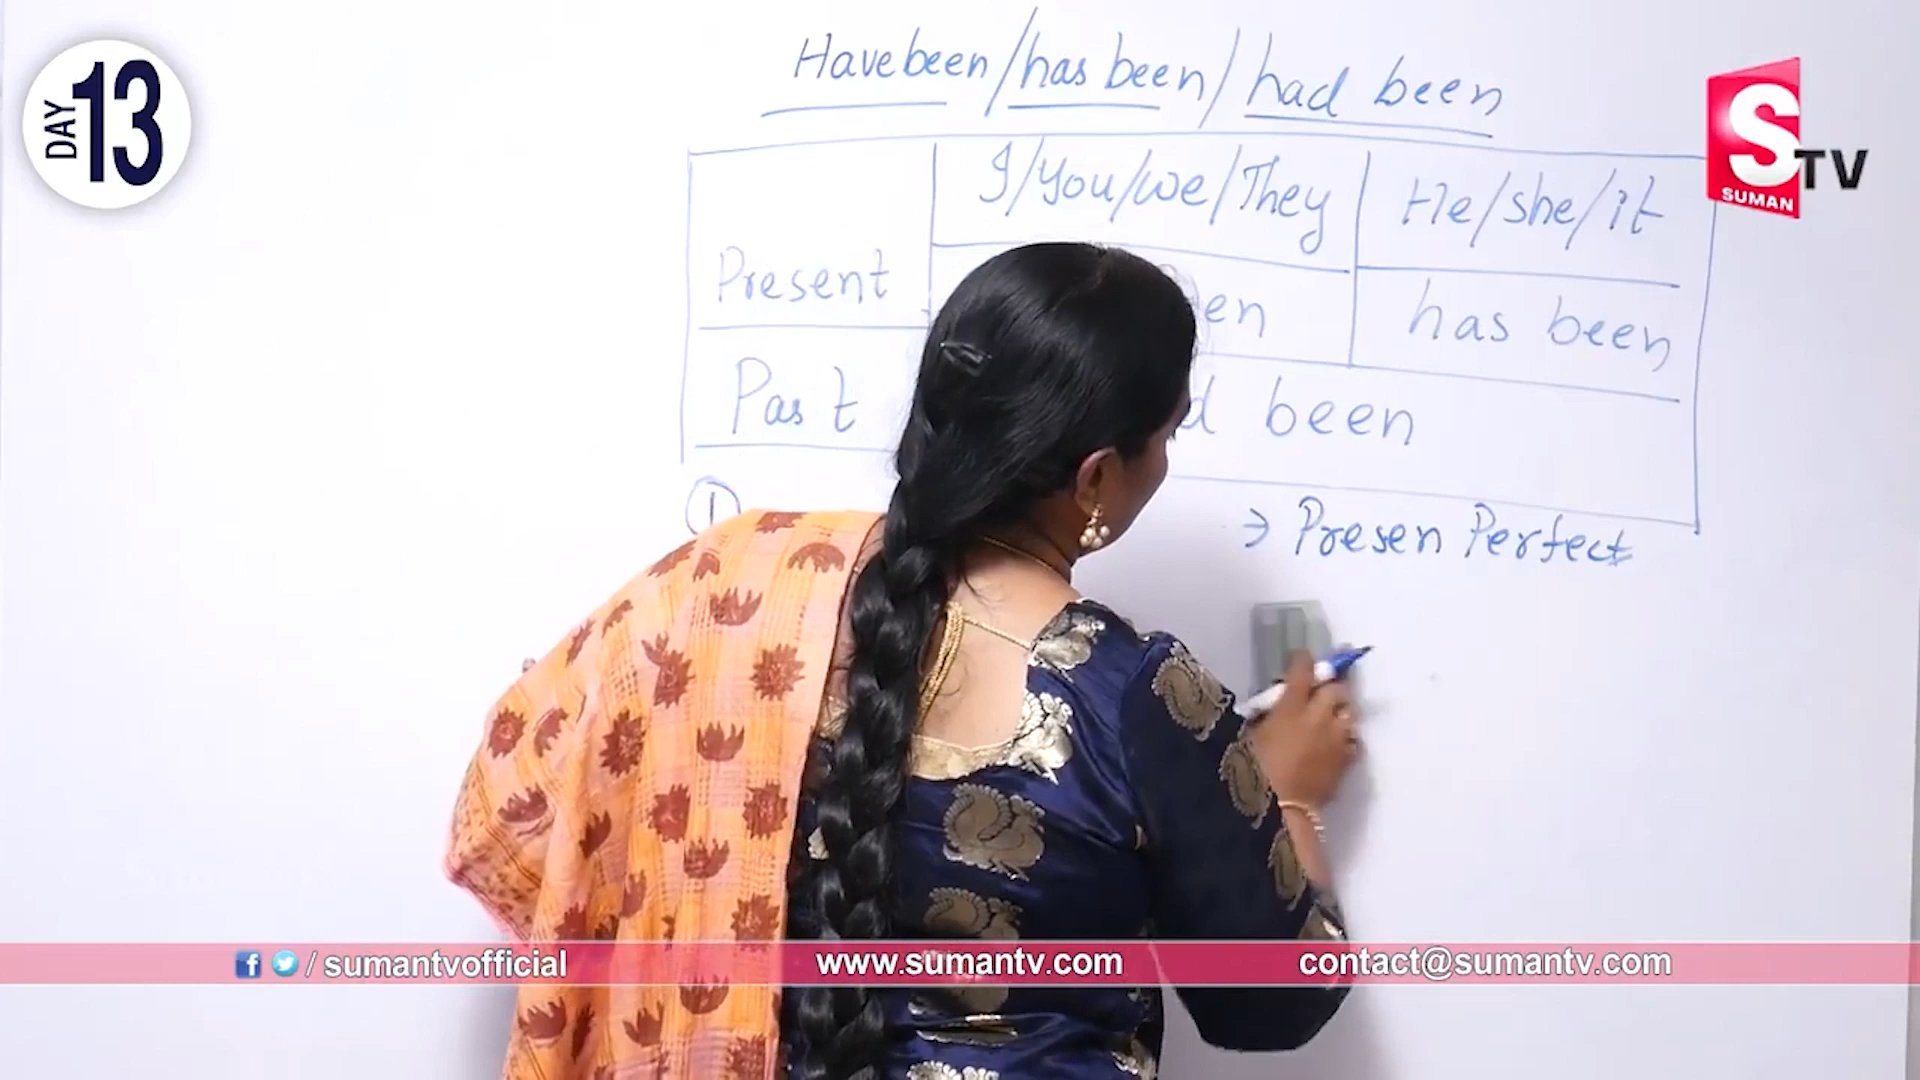 DAY 13
Have been / has been / had been
S
SUMAN TV
I/You/we/They He/she/it
Present has been
Past been
1
→ Presen Perfect
/ sumantvofficial www.sumantv.com contact@sumantv.com